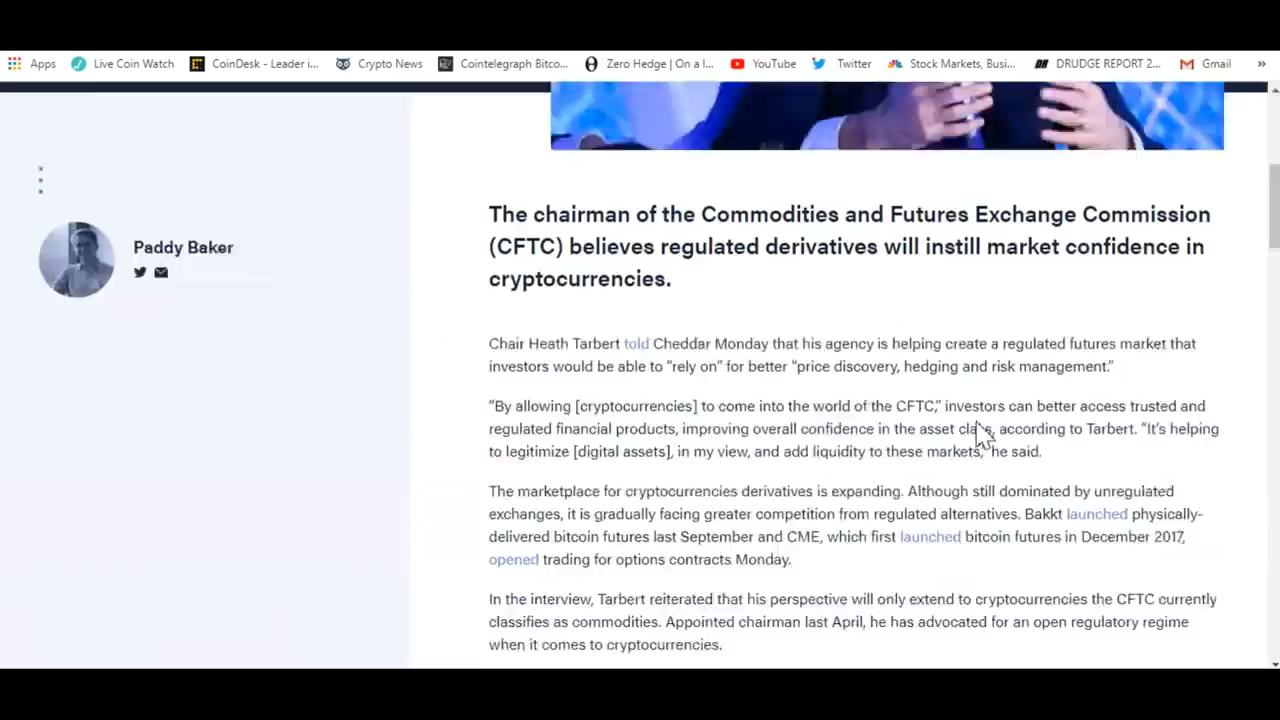 Apps
Live Coin Watch
CoinDesk - Leader i...
Crypto News
Cointelegraph Bitco...
Zero Hedge | On a l...
YouTube
Twitter
Stock Markets, Busi...
DRUDGE REPORT 2...
Gmail
»
Paddy Baker
The chairman of the Commodities and Futures Exchange Commission
(CFTC) believes regulated derivatives will instill market confidence in
cryptocurrencies.
Chair Heath Tarbert told Cheddar Monday that his agency is helping create a regulated futures market that
investors would be able to “rely on” for better “price discovery, hedging and risk management.”
“By allowing [cryptocurrencies] to come into the world of the CFTC,” investors can better access trusted and
regulated financial products, improving overall confidence in the asset class, according to Tarbert. “It’s helping
to legitimize [digital assets], in my view, and add liquidity to these markets,” he said.
The marketplace for cryptocurrencies derivatives is expanding. Although still dominated by unregulated
exchanges, it is gradually facing greater competition from regulated alternatives. Bakkt launched physically-
delivered bitcoin futures last September and CME, which first launched bitcoin futures in December 2017,
opened trading for options contracts Monday.
In the interview, Tarbert reiterated that his perspective will only extend to cryptocurrencies the CFTC currently
classifies as commodities. Appointed chairman last April, he has advocated for an open regulatory regime
when it comes to cryptocurrencies.